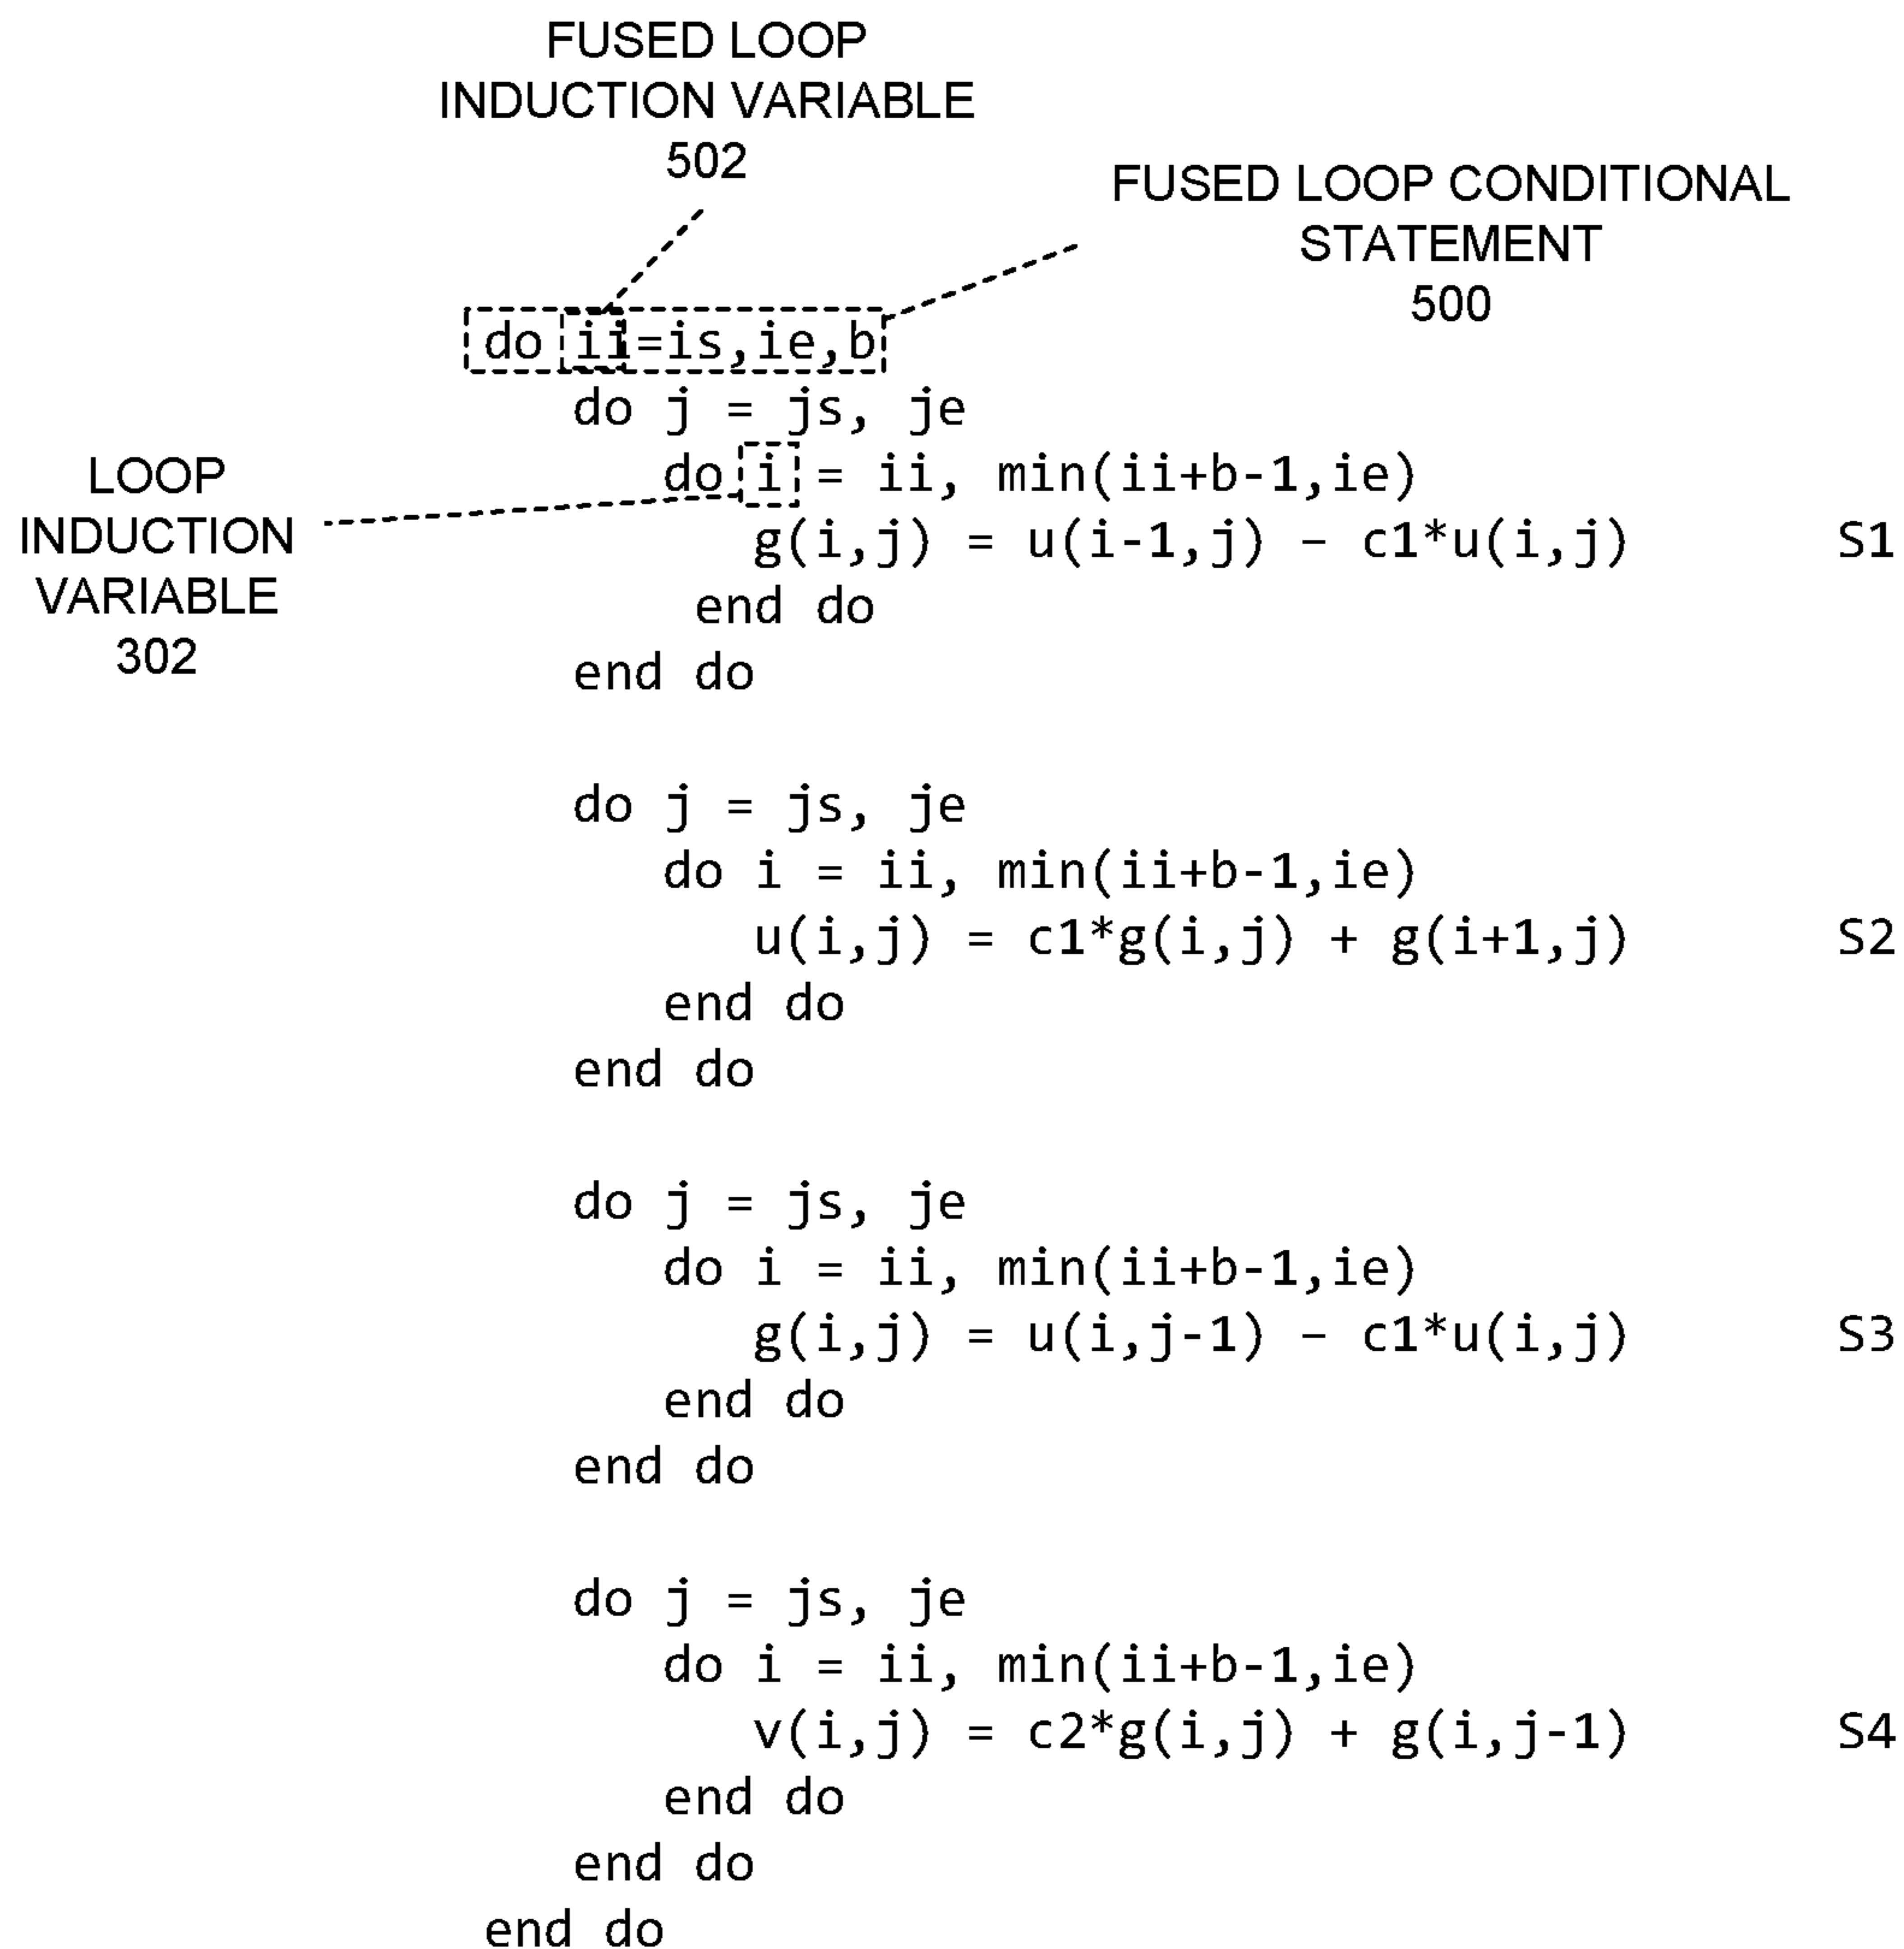 FUSED LOOP
INDUCTION VARIABLE
502
FUSED LOOP CONDITIONAL
STATEMENT
500
do ii=is,ie,b
do j = js, je
LOOP
INDUCTION
VARIABLE
302
do i = ii, min(ii+b-1,ie)
g(i,j) = u(i-1,j) – c1*u(i,j) S1
end do
end do
do j = js, je
do i = ii, min(ii+b-1,ie)
u(i,j) = c1*g(i,j) + g(i+1,j) S2
end do
end do
do j = js, je
do i = ii, min(ii+b-1,ie)
g(i,j) = u(i,j-1) – c1*u(i,j) S3
end do
end do
do j = js, je
do i = ii, min(ii+b-1,ie)
v(i,j) = c2*g(i,j) + g(i,j-1) S4
end do
end do
end do